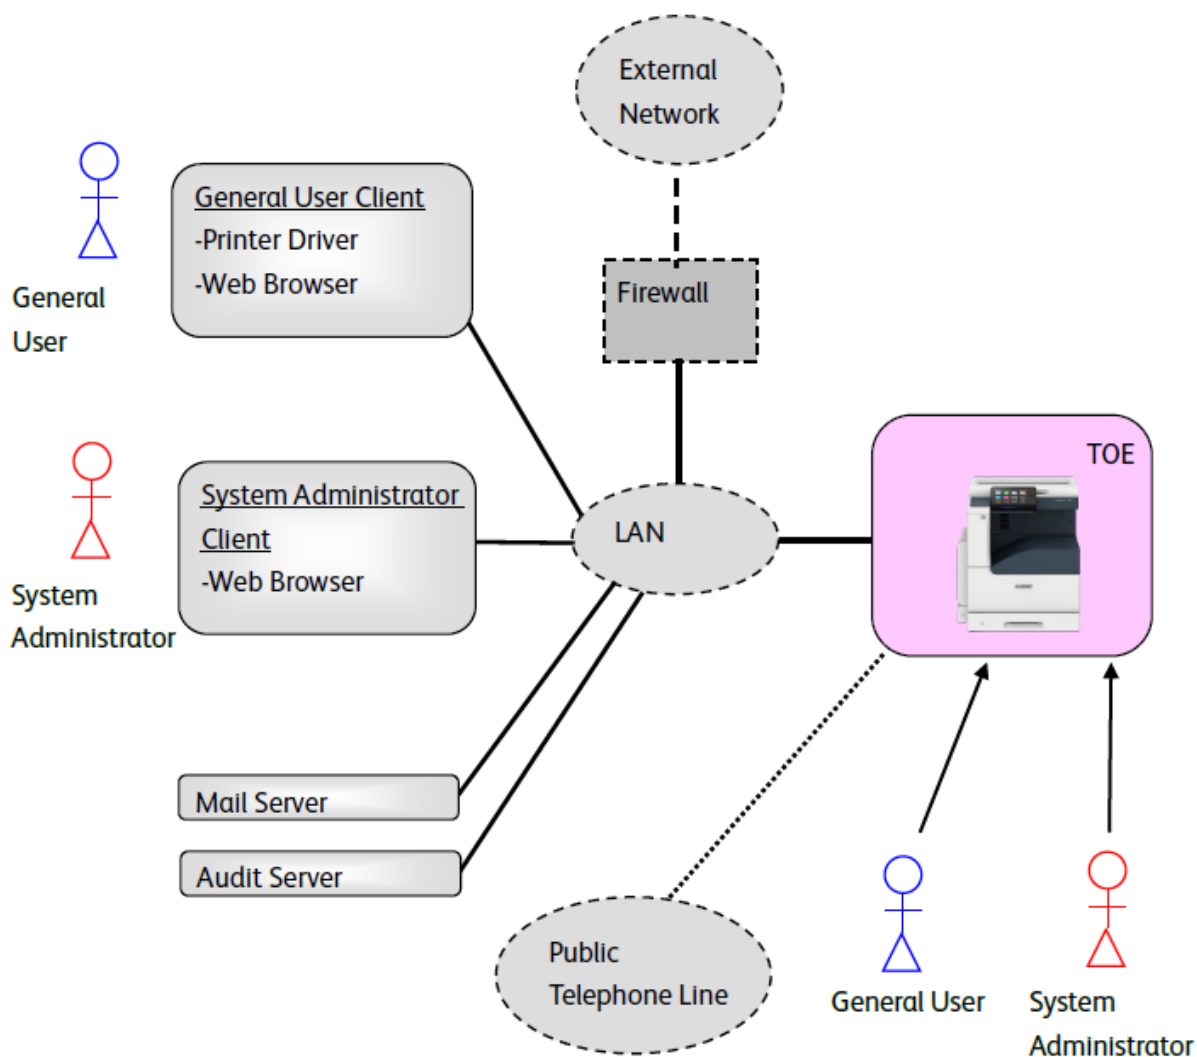 External
Network
General User Client
-Printer Driver
-Web Browser
General
User
Firewall
TOE
System Administrator
Client
-Web Browser
LAN
System
Administrator
Mail Server
Audit Server
Public
Telephone Line
General User
System
Administrator